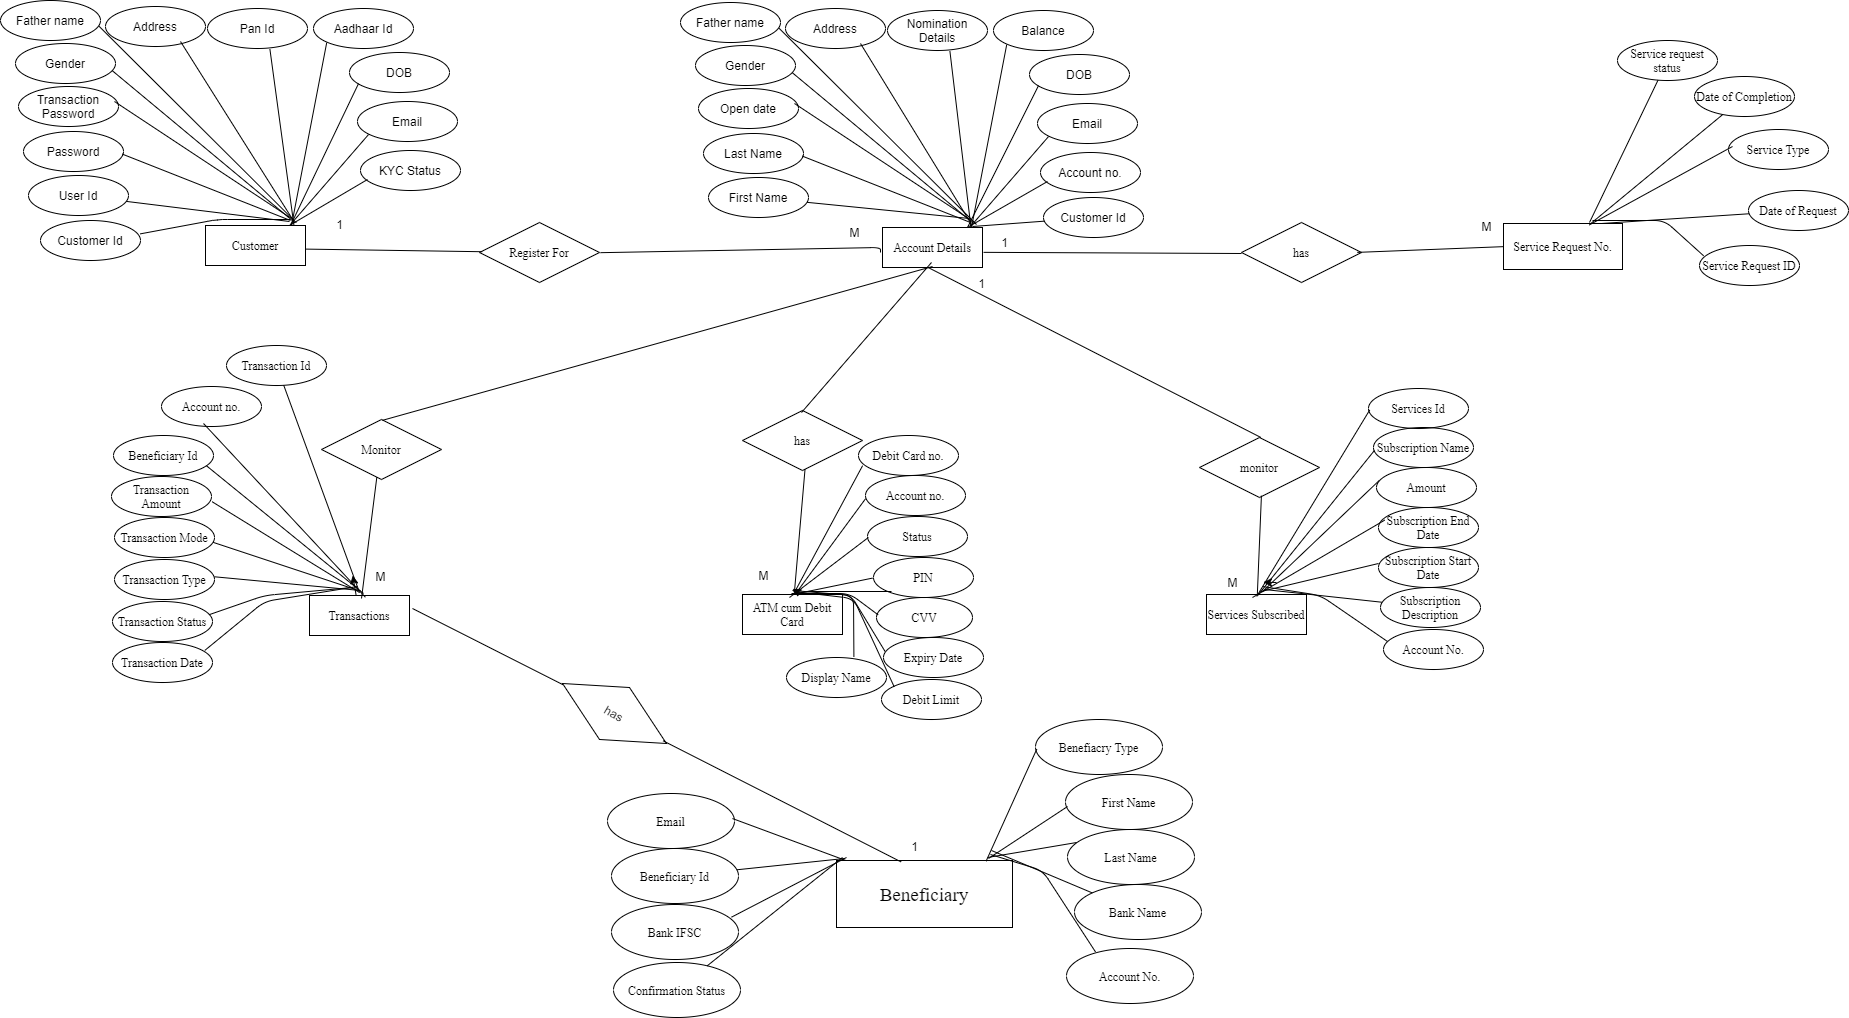 Father name
Address
Pan Id
Aadhaar Id
Gender
DOB
Transaction
Password
Email
Password
KYC Status
User Id
Customer Id
1
Customer
Register For
M
Father name
Address
Nomination
Details
Balance
Gender
DOB
Open date
Email
Last Name
Account no.
First Name
Customer Id
Account Details
1
1
has
M
Service request
status
Date of Completion
Service Type
Date of Request
Service Request No.
Service Request ID
Transaction Id
Account no.
Monitor
Beneficiary Id
Transaction
Amount
Transaction Mode
Transaction Type
M
Transaction Status
Transactions
Transaction Date
has
has
Debit Card no.
Account no.
Status
PIN
M
ATM cum Debit
Card
CVV
Expiry Date
Display Name
Debit Limit
monitor
Services Id
Subscription Name
Amount
Subscription End
Date
Subscription Start
Date
M
Services Subscribed
Subscription
Description
Account No.
Benefiacry Type
First Name
Email
1
Last Name
Beneficiary Id
Beneficiary
Bank Name
Bank IFSC
Account No.
Confirmation Status